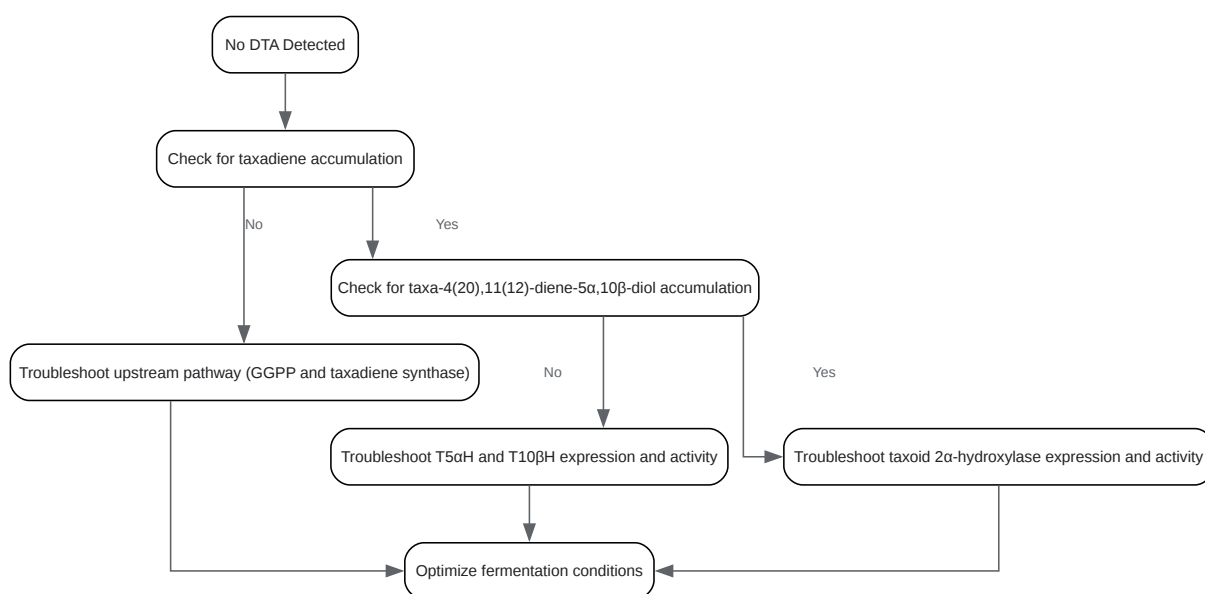 No DTA Detected
Check for taxadiene accumulation
No
Yes
Check for taxa-4(20),11(12)-diene-5α,10β-diol accumulation
Troubleshoot upstream pathway (GGPP and taxadiene synthase)
No
Yes
Troubleshoot T5αH and T10βH expression and activity
Troubleshoot taxoid 2α-hydroxylase expression and activity
Optimize fermentation conditions